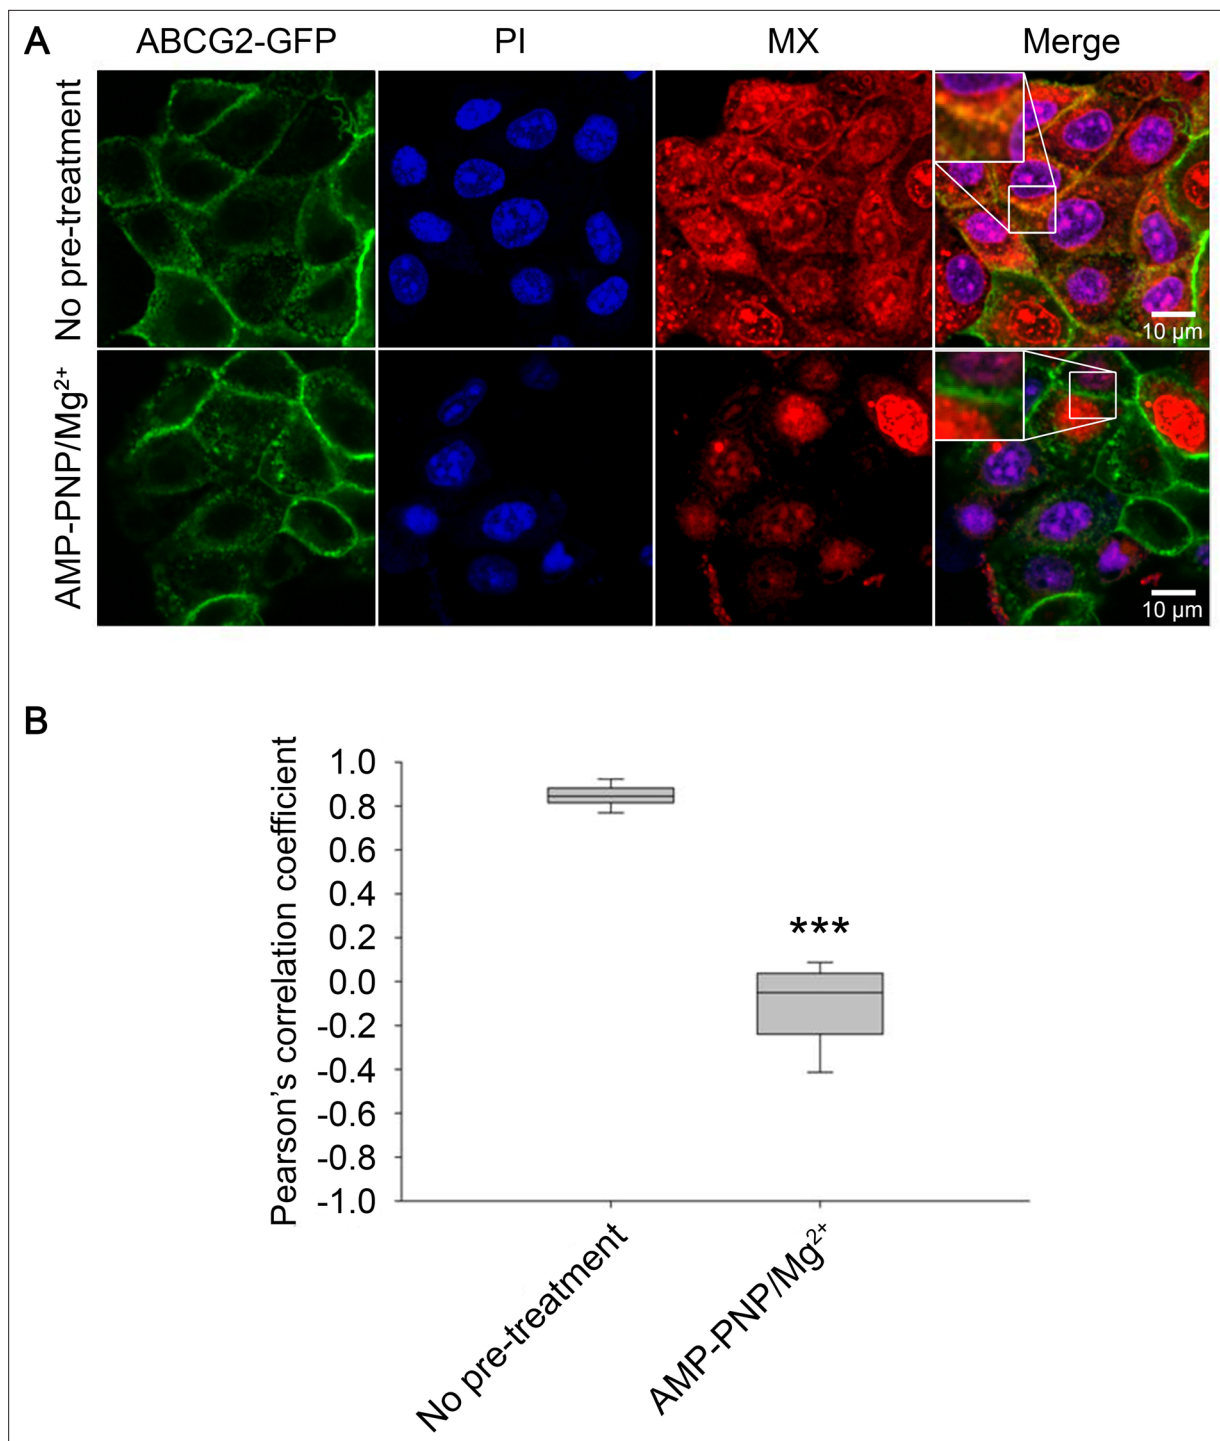 A
ABCG2-GFP PI MX Merge
No pre-treatment
10 µm
AMP-PNP/Mg²⁺
10 µm
B
Pearson's correlation coefficient
1.0
0.8
0.6
0.4
0.2
0.0
-0.2
-0.4
-0.6
-0.8
-1.0
***
No pre-treatment
AMP-PNP/Mg²⁺